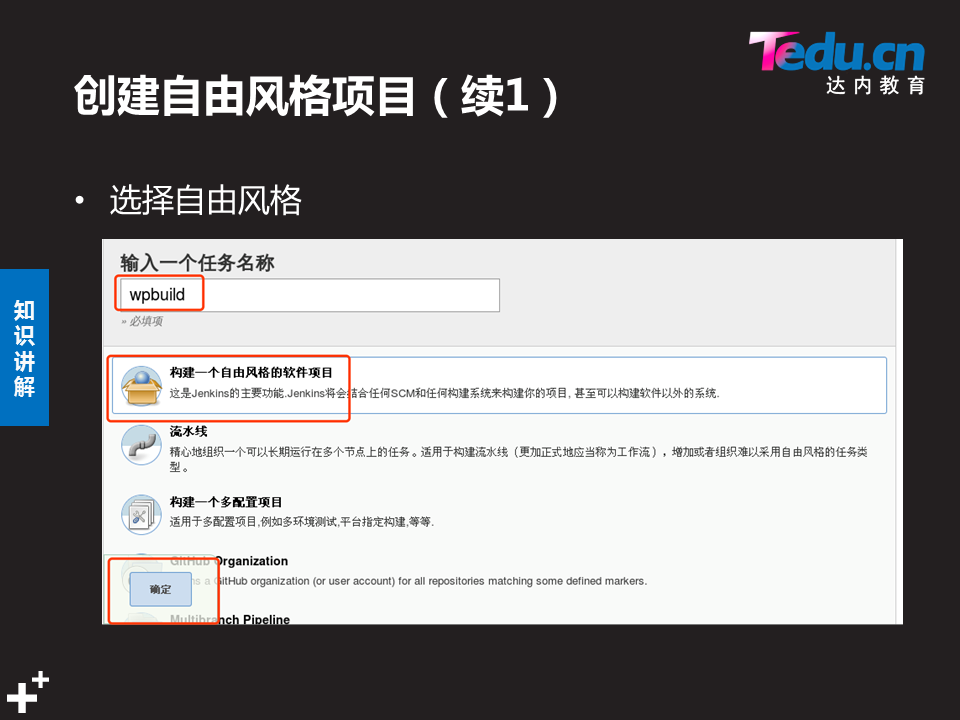 Tedu.cn
达内教育
创建自由风格项目（续1）
• 选择自由风格
知识讲解
输入一个任务名称
wpbuild
» 必填项
构建一个自由风格的软件项目
这是Jenkins的主要功能.Jenkins将会结合任何SCM和任何构建系统来构建你的项目, 甚至可以构建软件以外的系统.
流水线
精心地组织一个可以长期运行在多个节点上的任务。适用于构建流水线（更加正式地应当称为工作流），增加或者组织难以采用自由风格的任务类
型。
构建一个多配置项目
适用于多配置项目,例如多环境测试,平台指定构建,等等.
GitHub Organization
a GitHub organization (or user account) for all repositories matching some defined markers.
确定
Multibranch Pipeline